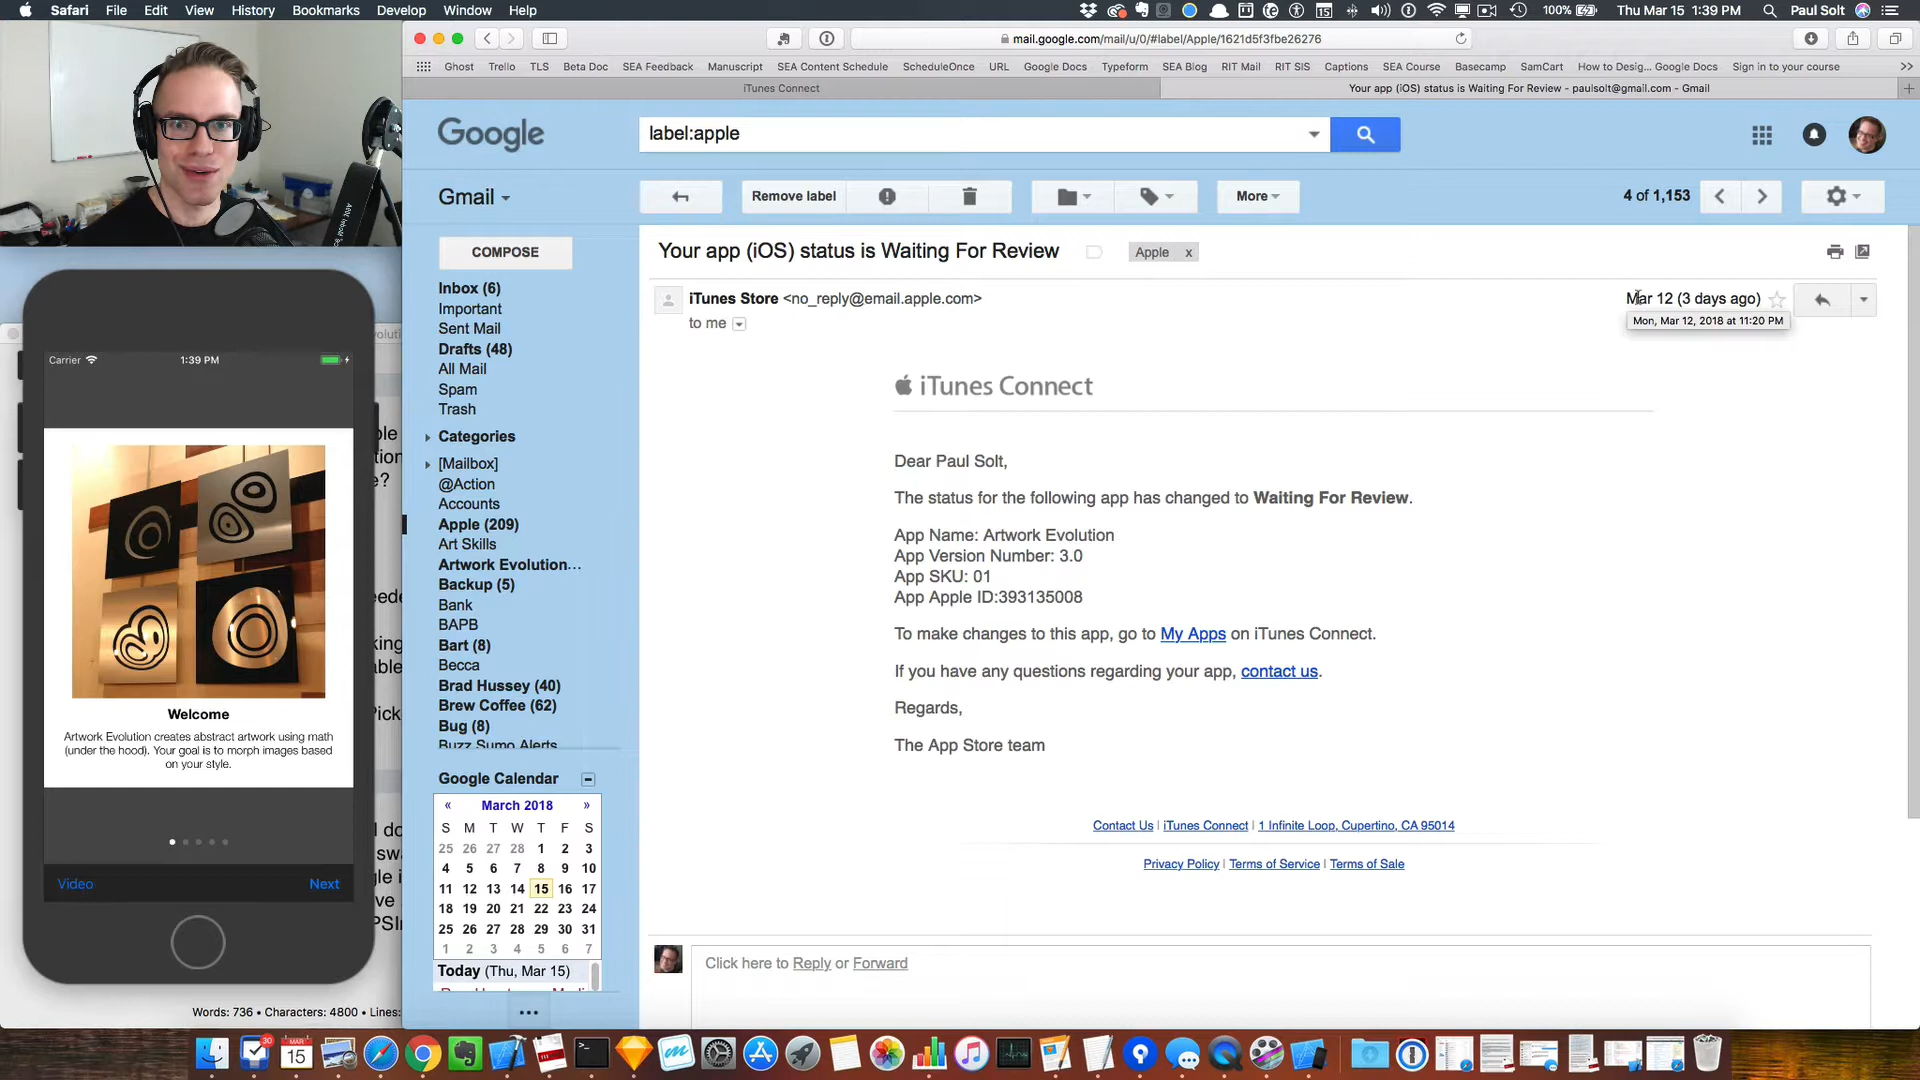 Safari File Edit View History Bookmarks Develop Window Help
100% Thu Mar 15 1:39 PM Paul Solt
mail.google.com/mail/u/0/#label/Apple/1621d5f3fbe26276
Ghost Trello TLS Beta Doc SEA Feedback Manuscript SEA Content Schedule ScheduleOnce URL Google Docs Typeform SEA Blog RIT Mail RIT SIS Captions SEA Course Basecamp SamCart How to Desig... Google Docs Sign in to your course
iTunes Connect
Your app (iOS) status is Waiting For Review - paulsolt@gmail.com - Gmail
Google
label:apple
Gmail
Remove label
More
4 of 1,153
COMPOSE
Inbox (6)
Important
Sent Mail
Drafts (48)
All Mail
Spam
Trash
Categories
[Mailbox]
@Action
Accounts
Apple (209)
Art Skills
Artwork Evolution...
Backup (5)
Bank
BAPB
Bart (8)
Becca
Brad Hussey (40)
Brew Coffee (62)
Bug (8)
Buzz Sumo Alerts
Google Calendar
« March 2018 »
S M T W T F S
25 26 27 28 1 2 3
4 5 6 7 8 9 10
11 12 13 14 15 16 17
18 19 20 21 22 23 24
25 26 27 28 29 30 31
1 2 3 4 5 6 7
Today (Thu, Mar 15)
Your app (iOS) status is Waiting For Review
Apple x
iTunes Store <no_reply@email.apple.com>
to me
Mar 12 (3 days ago)
Mon, Mar 12, 2018 at 11:20 PM
iTunes Connect
Dear Paul Solt,
The status for the following app has changed to Waiting For Review.
App Name: Artwork Evolution
App Version Number: 3.0
App SKU: 01
App Apple ID:393135008
To make changes to this app, go to My Apps on iTunes Connect.
If you have any questions regarding your app, contact us.
Regards,
The App Store team
Contact Us | iTunes Connect | 1 Infinite Loop, Cupertino, CA 95014
Privacy Policy | Terms of Service | Terms of Sale
Click here to Reply or Forward
Carrier 1:39 PM
Welcome
Artwork Evolution creates abstract artwork using math
(under the hood). Your goal is to morph images based
on your style.
Video Next
Words: 736 • Characters: 4800 • Lines:
30
MAR
15